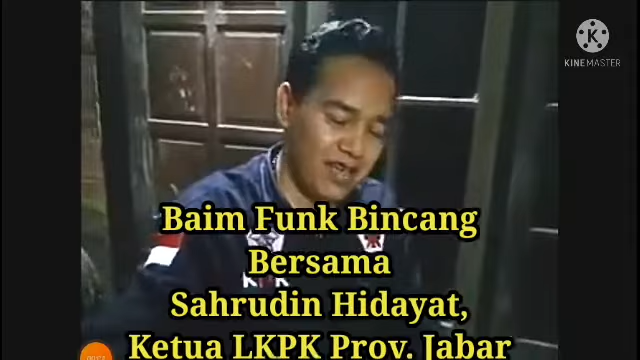 KINEMASTER
Baim Funk Bincang
Bersama
Sahrudin Hidayat,
Ketua LKPK Prov. Jabar